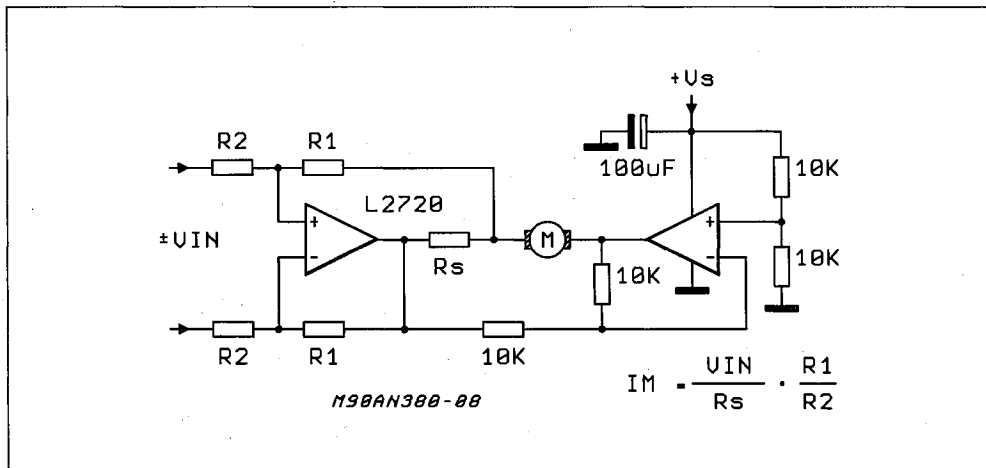 +Vs
R2 R1
100uF 10K
L2720
+ +
±VIN M
- -
Rs 10K 10K
R2 R1 10K
IM = VIN / Rs · R1 / R2
M90AN380-08